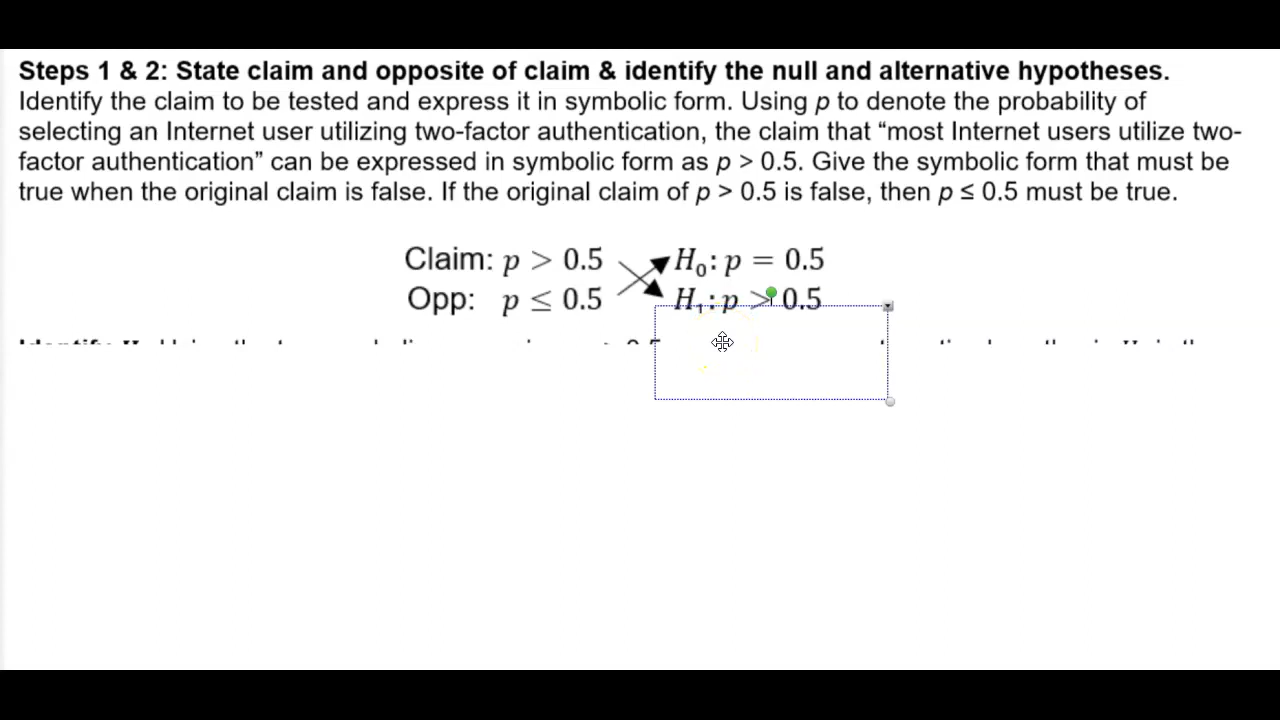 Steps 1 & 2: State claim and opposite of claim & identify the null and alternative hypotheses.
Identify the claim to be tested and express it in symbolic form. Using p to denote the probability of
selecting an Internet user utilizing two-factor authentication, the claim that “most Internet users utilize two-
factor authentication” can be expressed in symbolic form as p > 0.5. Give the symbolic form that must be
true when the original claim is false. If the original claim of p > 0.5 is false, then p ≤ 0.5 must be true.
Claim: p > 0.5 H₀: p = 0.5
Opp: p ≤ 0.5 H₁: p > 0.5